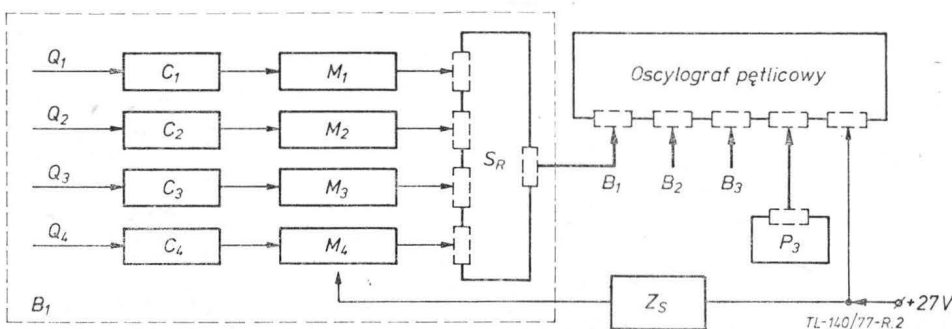 Q1 C1 M1
Q2 C2 M2
Q3 C3 M3
Q4 C4 M4
SR
B1
Oscylograf pętlicowy
B1 B2 B3
P3
ZS
+27V
TL-140/77-R.2